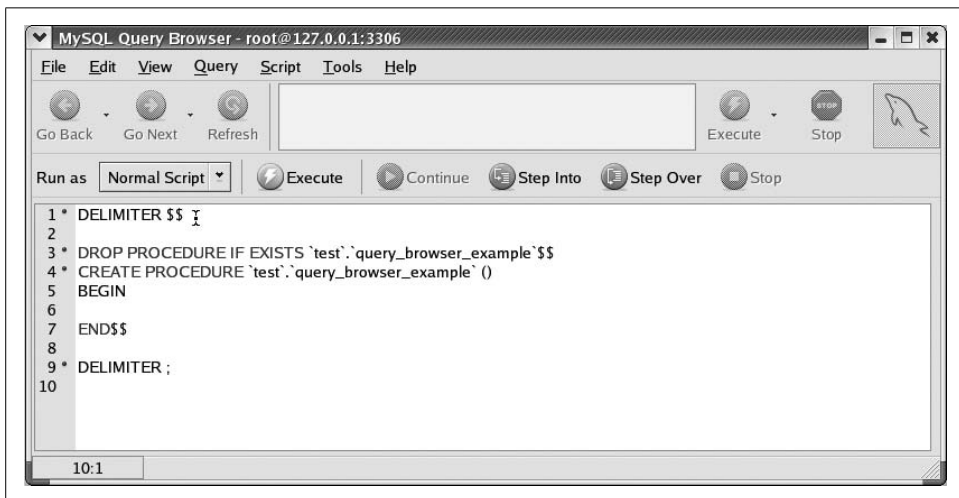 MySQL Query Browser - root@127.0.0.1:3306
File Edit View Query Script Tools Help
Go Back Go Next Refresh Execute STOP Stop
Run as Normal Script Execute Continue Step Into Step Over Stop
1 * DELIMITER $$
2
3 * DROP PROCEDURE IF EXISTS `test`.`query_browser_example`$$
4 * CREATE PROCEDURE `test`.`query_browser_example` ()
5 BEGIN
6
7 END$$
8
9 * DELIMITER ;
10
10:1